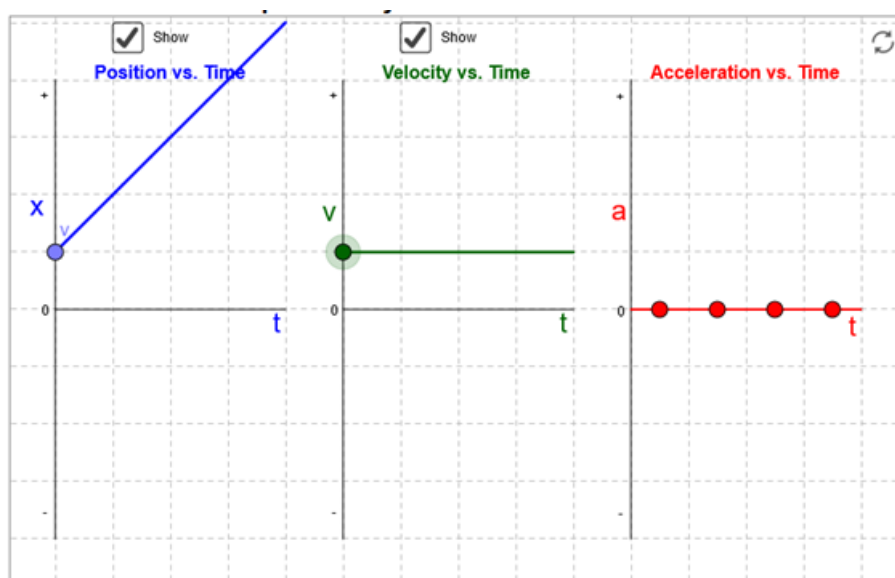 Show
Show
Position vs. Time
Velocity vs. Time
Acceleration vs. Time
+
+
+
x
v
v
a
0
0
0
t
t
t
-
-
-